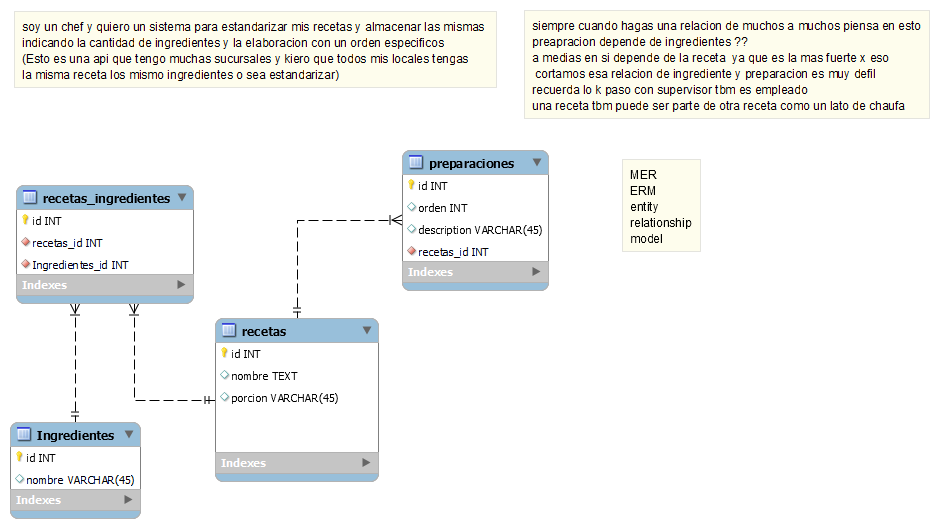 soy un chef y quiero un sistema para estandarizar mis recetas y almacenar las mismas
indicando la cantidad de ingredientes y la elaboracion con un orden especificos
(Esto es una api que tengo muchas sucursales y kiero que todos mis locales tengas
la misma receta los mismo ingredientes o sea estandarizar)
siempre cuando hagas una relacion de muchos a muchos piensa en esto
preapracion depende de ingredientes ??
a medias en si depende de la receta  ya que es la mas fuerte x eso
cortamos esa relacion de ingrediente y preparacion es muy defil
recuerda lo k paso con supervisor tbm es empleado
una receta tbm puede ser parte de otra receta como un lato de chaufa
preparaciones
id INT
orden INT
description VARCHAR(45)
recetas_id INT
Indexes
MER
ERM
entity
relationship
model
recetas_ingredientes
id INT
recetas_id INT
Ingredientes_id INT
Indexes
recetas
id INT
nombre TEXT
porcion VARCHAR(45)
Indexes
Ingredientes
id INT
nombre VARCHAR(45)
Indexes